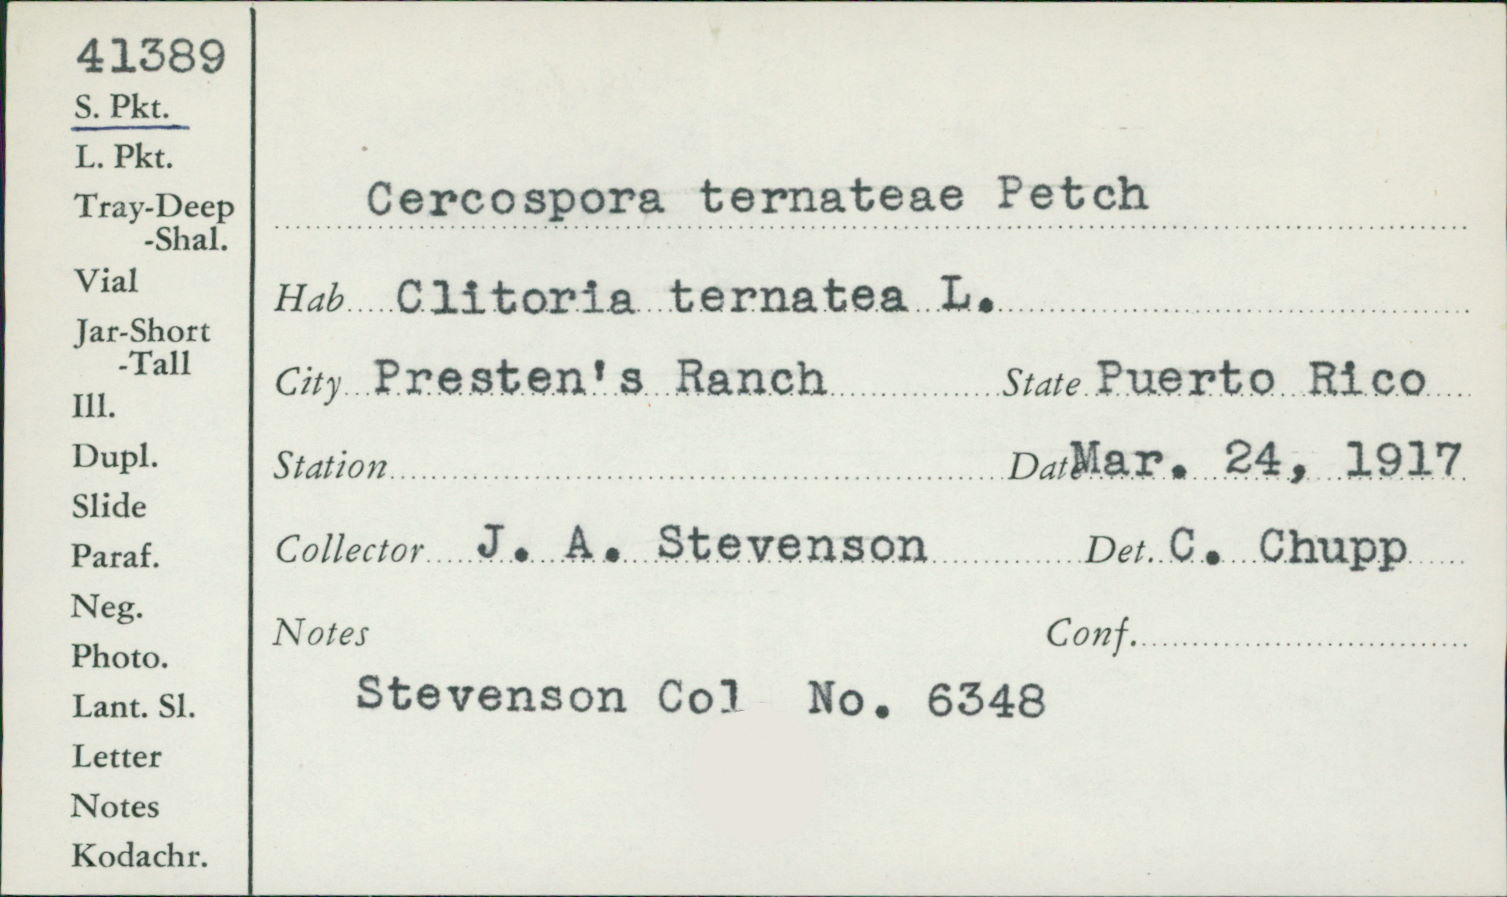 41389
S. Pkt.
L. Pkt.
Tray-Deep
-Shal.
Vial
Jar-Short
-Tall
Ill.
Dupl.
Slide
Paraf.
Neg.
Photo.
Lant. Sl.
Letter
Notes
Kodachr.
Cercospora ternateae Petch
Hab Clitoria ternatea L.
City Presten's Ranch State Puerto Rico
Station Date Mar. 24, 1917
Collector J. A. Stevenson Det. C. Chupp
Notes Conf.
Stevenson Col No. 6348